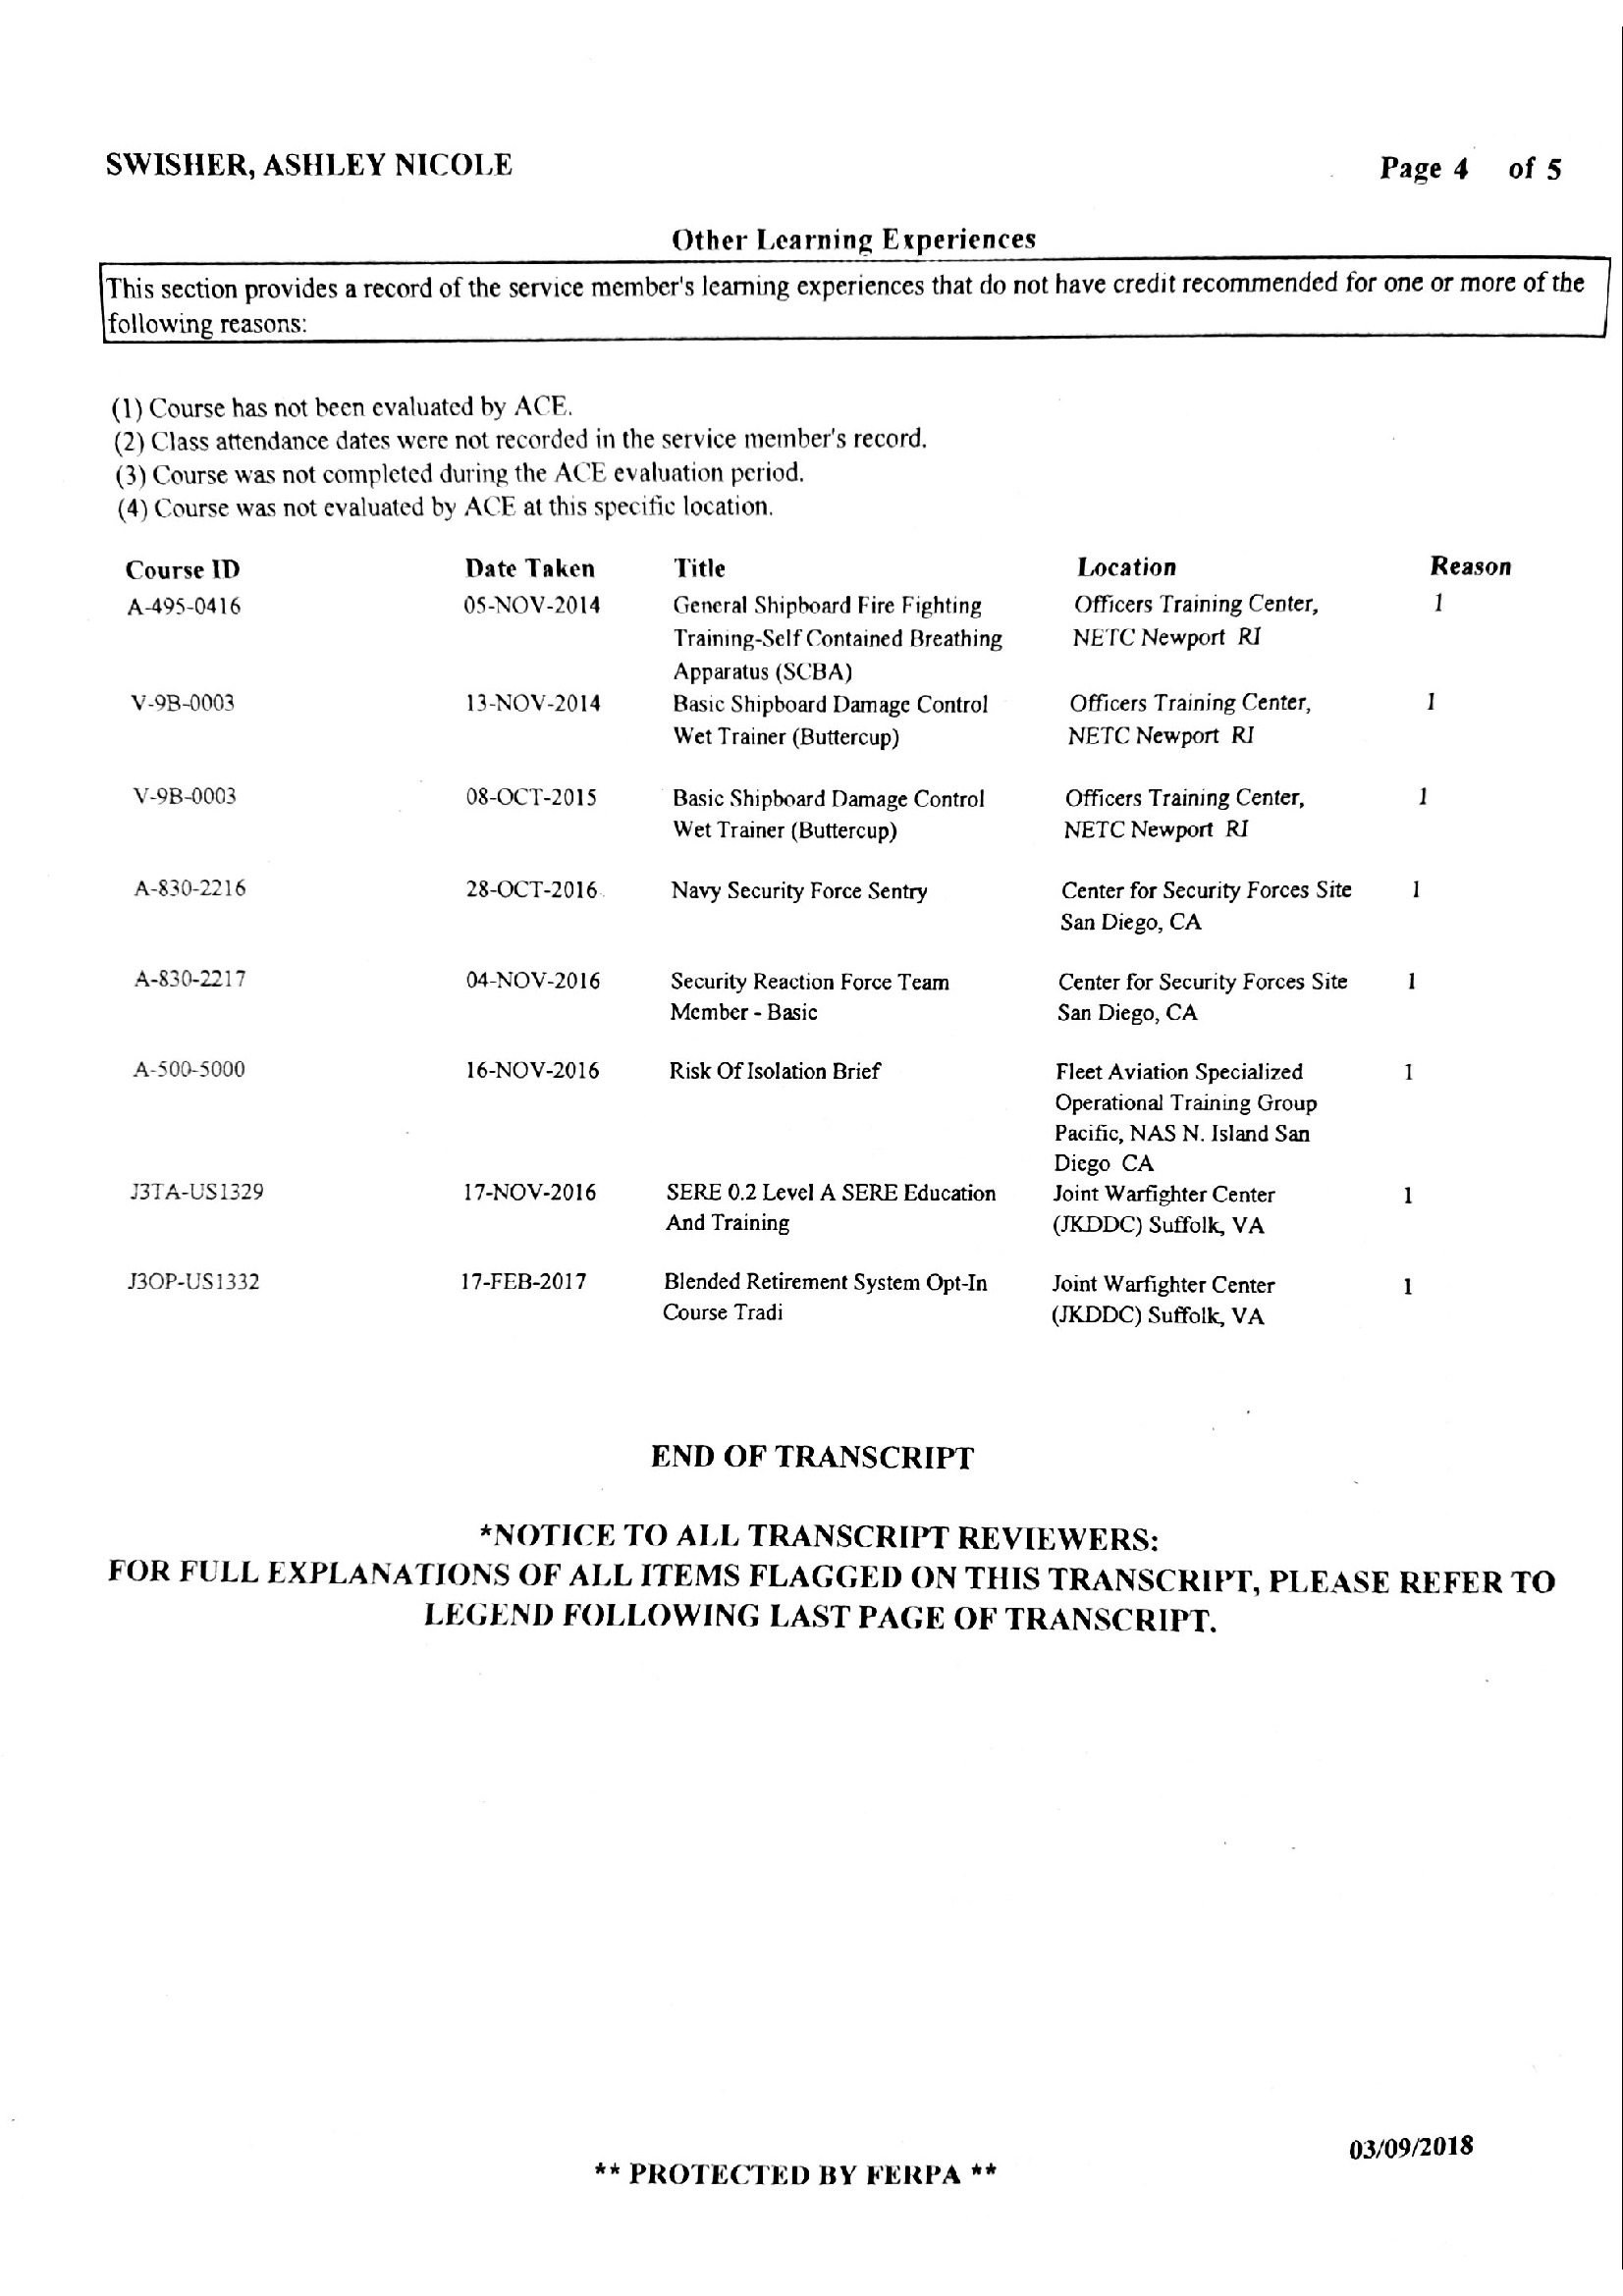 SWISHER, ASHLEY NICOLE Page 4 of 5
Other Learning Experiences
This section provides a record of the service member's learning experiences that do not have credit recommended for one or more of the
following reasons:
(1) Course has not been evaluated by ACE.
(2) Class attendance dates were not recorded in the service member's record.
(3) Course was not completed during the ACE evaluation period.
(4) Course was not evaluated by ACE at this specific location.
Course ID Date Taken Title Location Reason
A-495-0416 05-NOV-2014 General Shipboard Fire Fighting Officers Training Center, 1
Training-Self Contained Breathing NETC Newport RI
Apparatus (SCBA)
V-9B-0003 13-NOV-2014 Basic Shipboard Damage Control Officers Training Center, 1
Wet Trainer (Buttercup) NETC Newport RI
V-9B-0003 08-OCT-2015 Basic Shipboard Damage Control Officers Training Center, 1
Wet Trainer (Buttercup) NETC Newport RI
A-830-2216 28-OCT-2016 Navy Security Force Sentry Center for Security Forces Site 1
San Diego, CA
A-830-2217 04-NOV-2016 Security Reaction Force Team Center for Security Forces Site 1
Member - Basic San Diego, CA
A-500-5000 16-NOV-2016 Risk Of Isolation Brief Fleet Aviation Specialized 1
Operational Training Group
Pacific, NAS N. Island San
Diego CA
J3TA-US1329 17-NOV-2016 SERE 0.2 Level A SERE Education Joint Warfighter Center 1
And Training (JKDDC) Suffolk, VA
J3OP-US1332 17-FEB-2017 Blended Retirement System Opt-In Joint Warfighter Center 1
Course Tradi (JKDDC) Suffolk, VA
END OF TRANSCRIPT
*NOTICE TO ALL TRANSCRIPT REVIEWERS:
FOR FULL EXPLANATIONS OF ALL ITEMS FLAGGED ON THIS TRANSCRIPT, PLEASE REFER TO
LEGEND FOLLOWING LAST PAGE OF TRANSCRIPT.
03/09/2018
** PROTECTED BY FERPA **